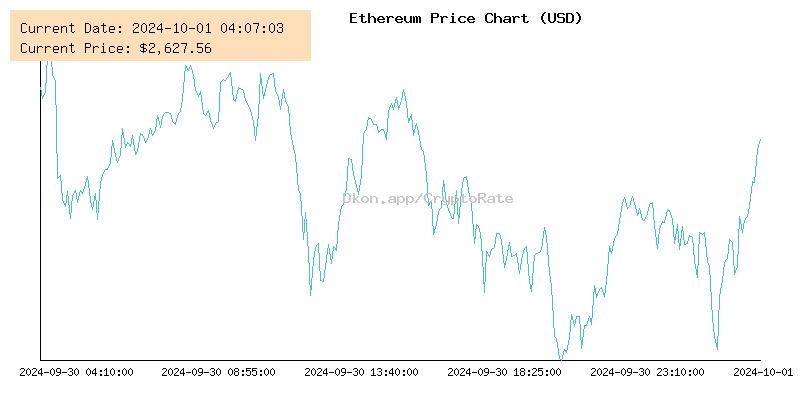 Ethereum Price Chart (USD)
Current Date: 2024-10-01 04:07:03
Current Price: $2,627.56
Dkon.app/CryptoRate
2024-09-30 04:10:00 2024-09-30 08:55:00 2024-09-30 13:40:00 2024-09-30 18:25:00 2024-09-30 23:10:00 2024-10-01